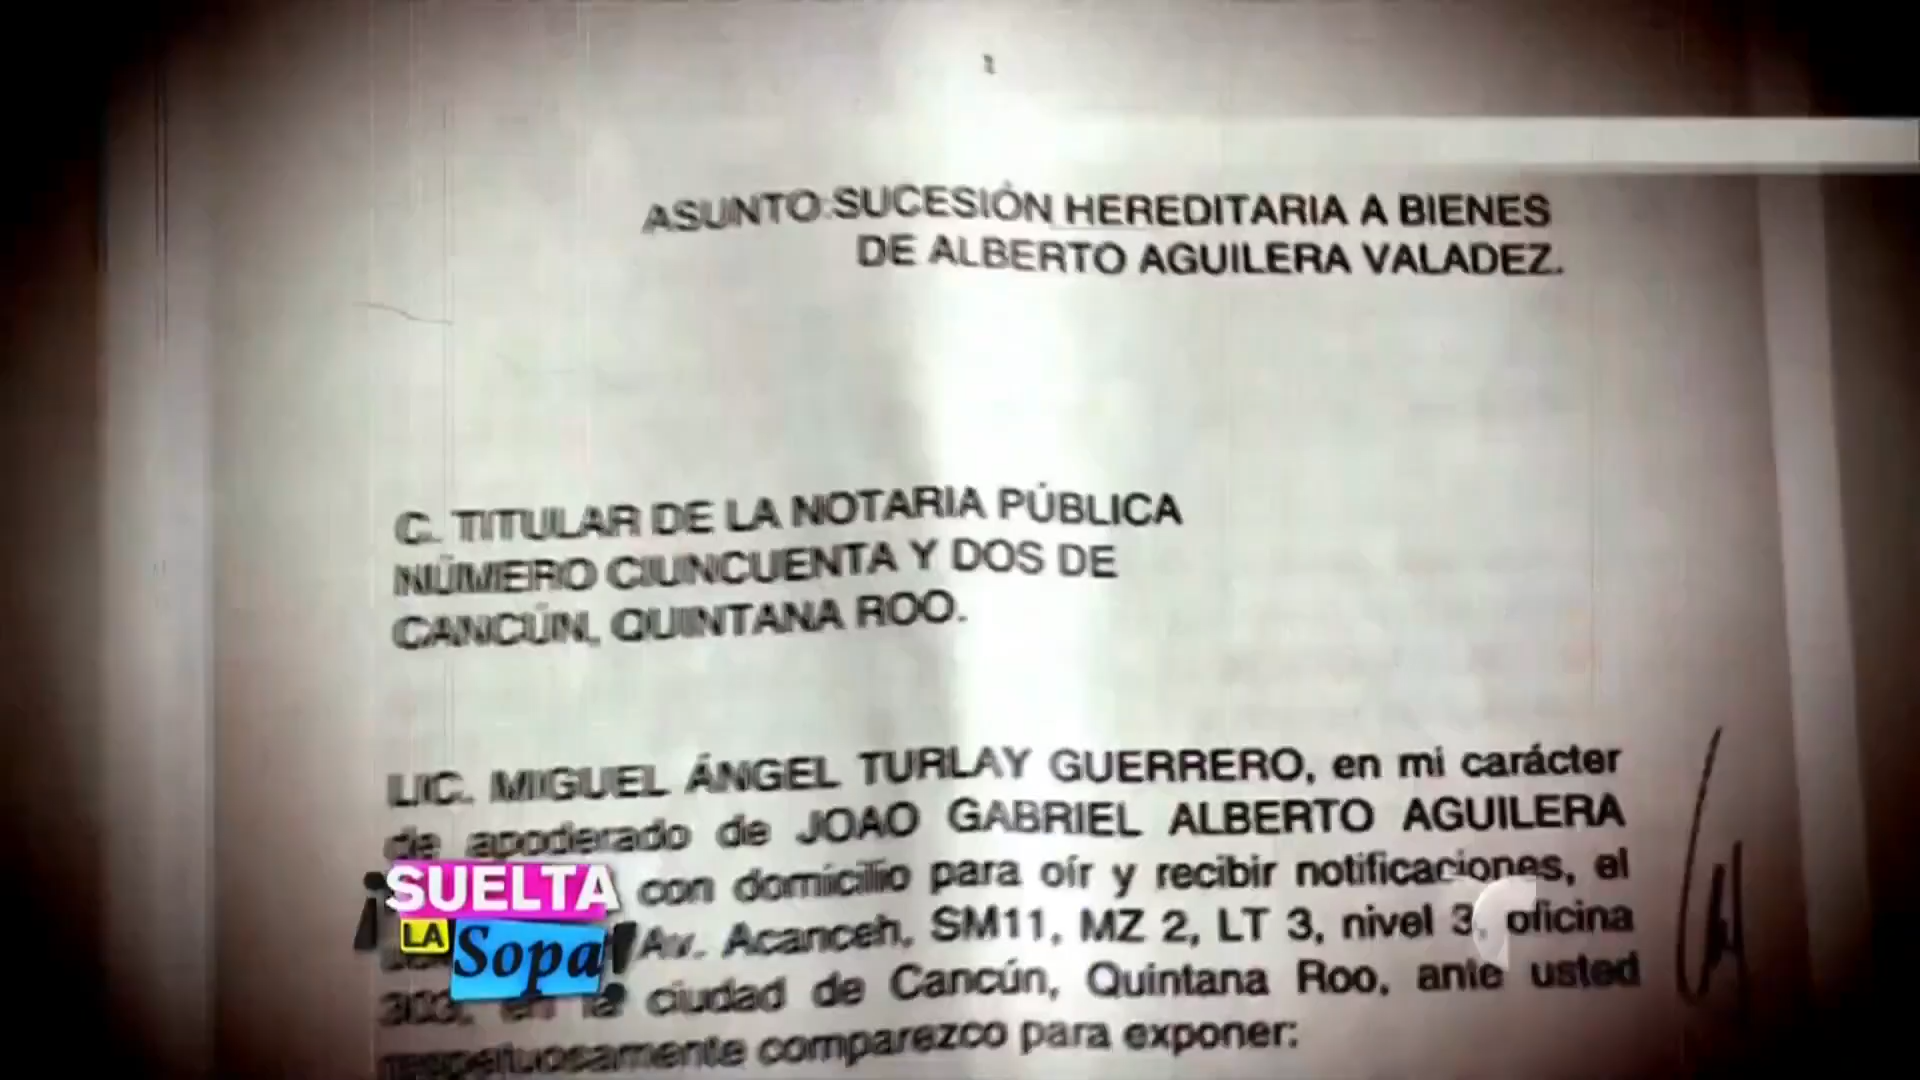 1
ASUNTO: SUCESIÓN HEREDITARIA A BIENES
DE ALBERTO AGUILERA VALADEZ.
C. TITULAR DE LA NOTARIA PÚBLICA
NÚMERO CIUNCUENTA Y DOS DE
CANCÚN, QUINTANA ROO.
LIC. MIGUEL ÁNGEL TURLAY GUERRERO, en mi carácter
de apoderado de JOAO GABRIEL ALBERTO AGUILERA
con domicilio para oír y recibir notificaciones, el
Av. Acanceh, SM11, MZ 2, LT 3, nivel 3, oficina
303, en la ciudad de Cancún, Quintana Roo, ante usted
respetuosamente comparezco para exponer:
¡SUELTA
LA
Sopa!